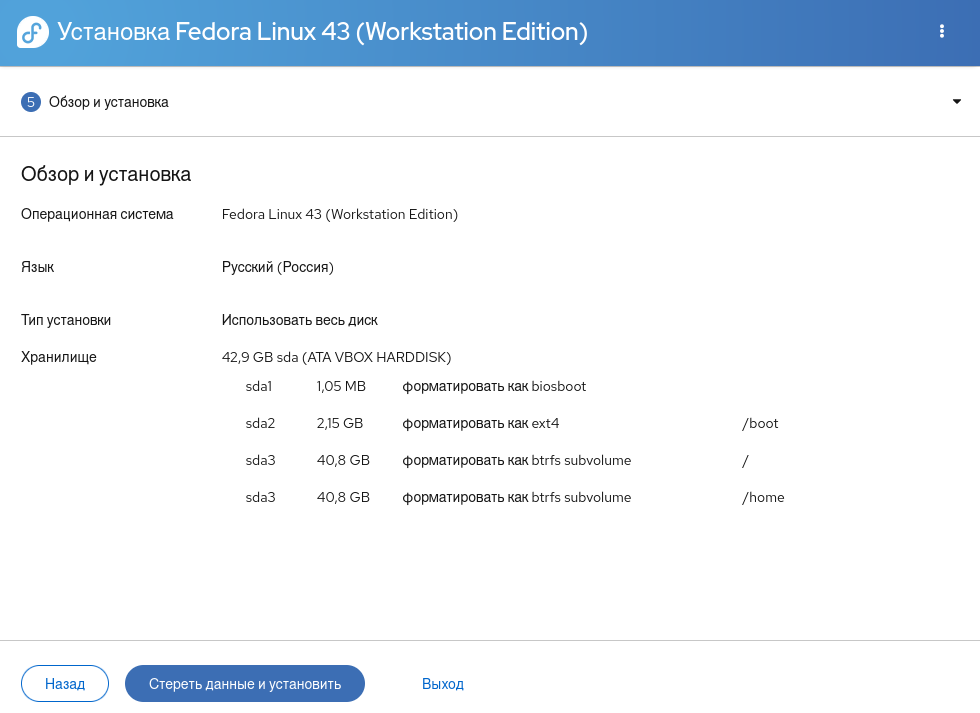 Установка Fedora Linux 43 (Workstation Edition)
5 Обзор и установка
Обзор и установка
Операционная система Fedora Linux 43 (Workstation Edition)
Язык Русский (Россия)
Тип установки Использовать весь диск
Хранилище 42,9 GB sda (ATA VBOX HARDDISK)
sda1 1,05 MB форматировать как biosboot
sda2 2,15 GB форматировать как ext4 /boot
sda3 40,8 GB форматировать как btrfs subvolume /
sda3 40,8 GB форматировать как btrfs subvolume /home
Назад Стереть данные и установить Выход